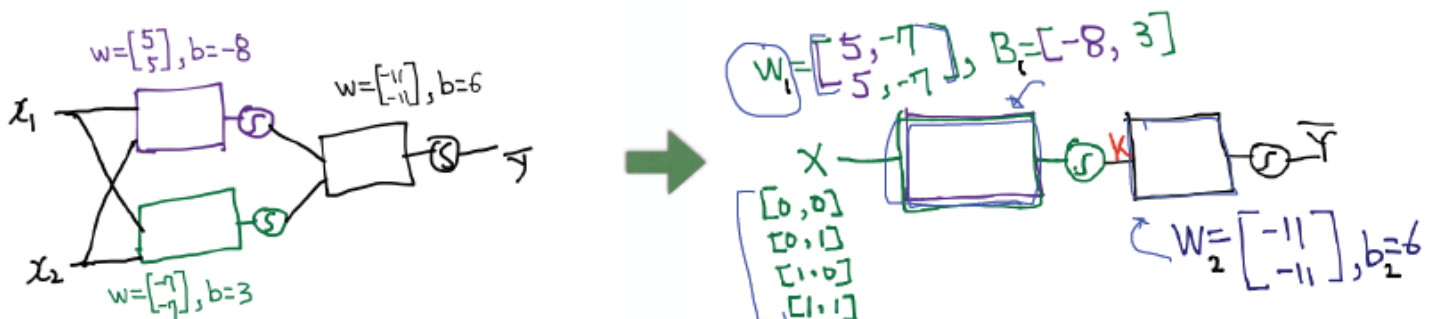 w=[5 5], b=-8
x₁
S
w=[-11 -11], b=6
S
ȳ
S
x₂
w=[-7 -7], b=3
W₁=[5,-7 5,-7], B₁=[-8, 3]
X
S
K
S
Ȳ
[0,0]
[0,1]
[1.0]
[1,1]
W₂=[-11 -11], b₂=6